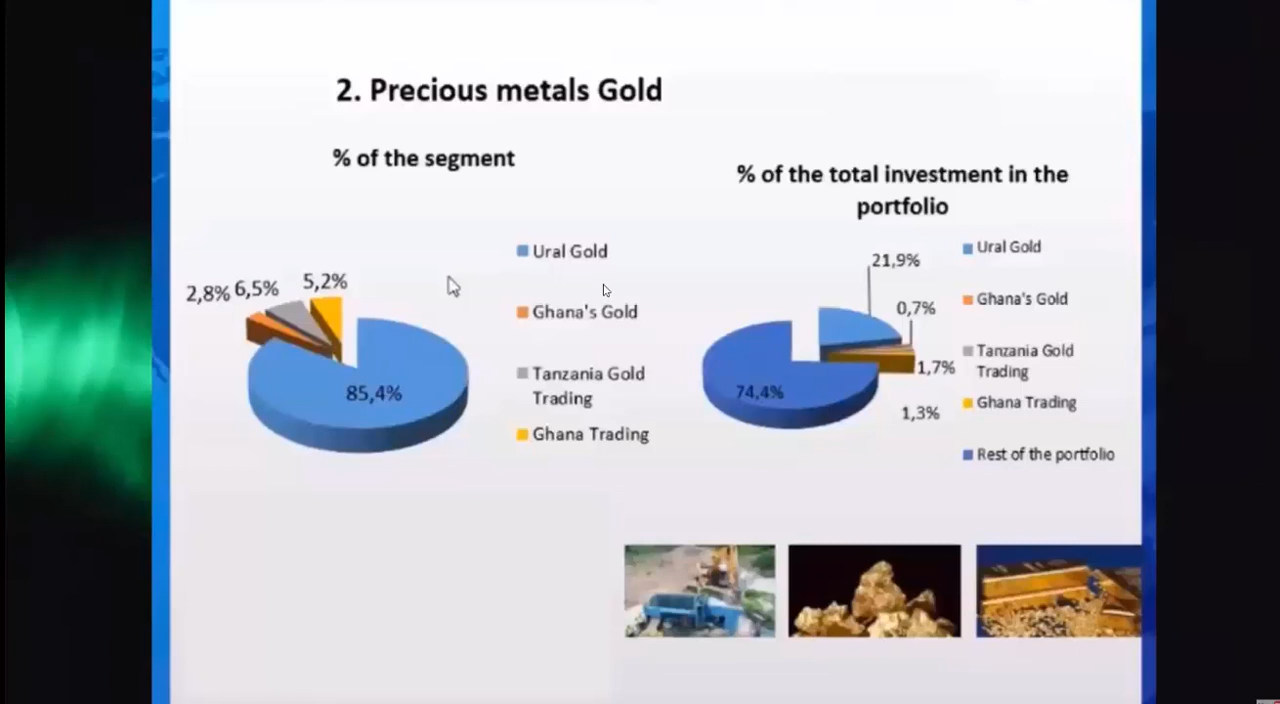 2. Precious metals Gold
% of the segment
2,8%
6,5%
5,2%
85,4%
Ural Gold
Ghana's Gold
Tanzania Gold
Trading
Ghana Trading
% of the total investment in the
portfolio
21,9%
0,7%
1,7%
1,3%
74,4%
Ural Gold
Ghana's Gold
Tanzania Gold
Trading
Ghana Trading
Rest of the portfolio